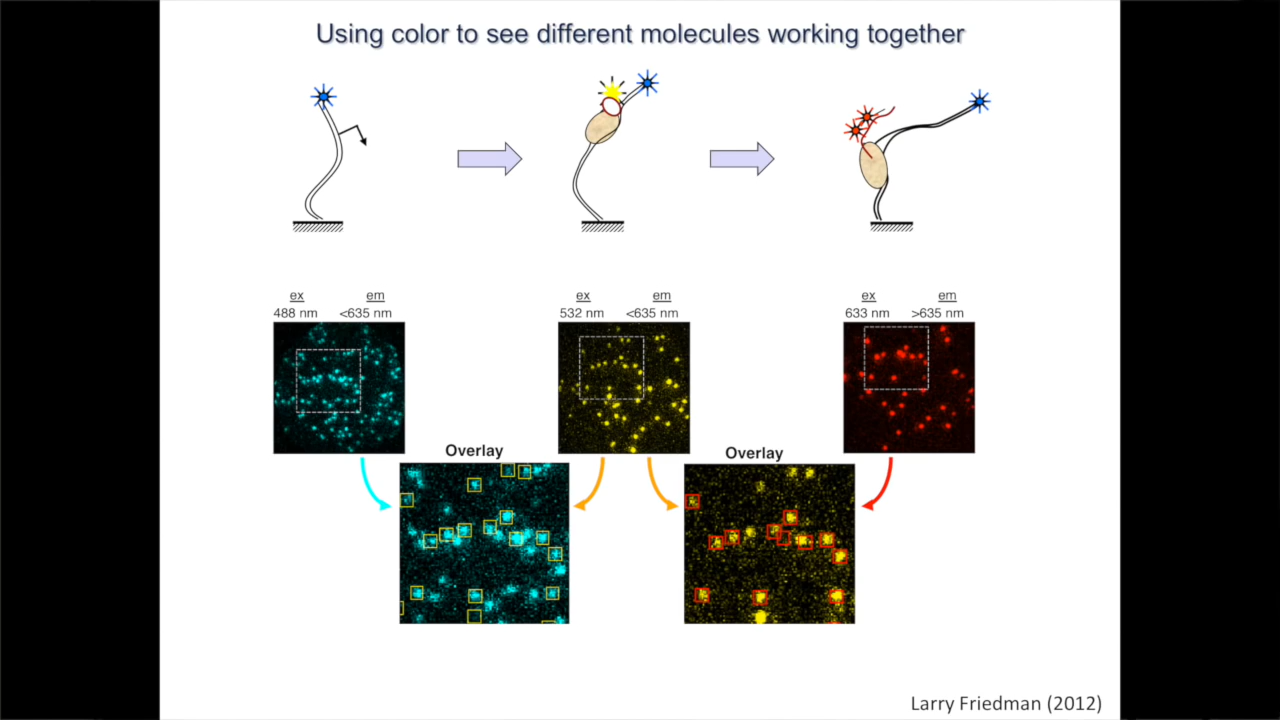 Using color to see different molecules working together
ex em
488 nm <635 nm
ex em
532 nm <635 nm
ex em
633 nm >635 nm
Overlay
Overlay
Larry Friedman (2012)